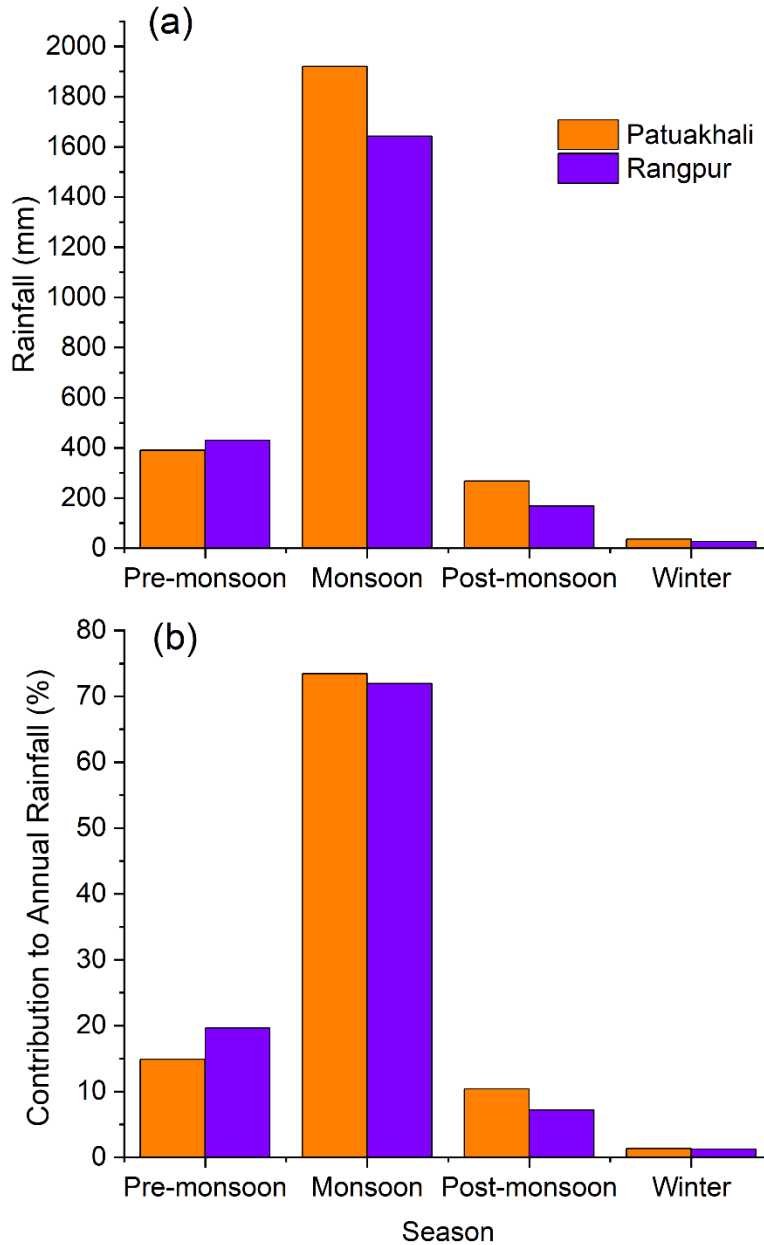 (a)
Rainfall (mm)
2000
1800
1600
1400
1200
1000
800
600
400
200
0
Patuakhali
Rangpur
Pre-monsoon Monsoon Post-monsoon Winter
(b)
Contribution to Annual Rainfall (%)
80
70
60
50
40
30
20
10
0
Pre-monsoon Monsoon Post-monsoon Winter
Season